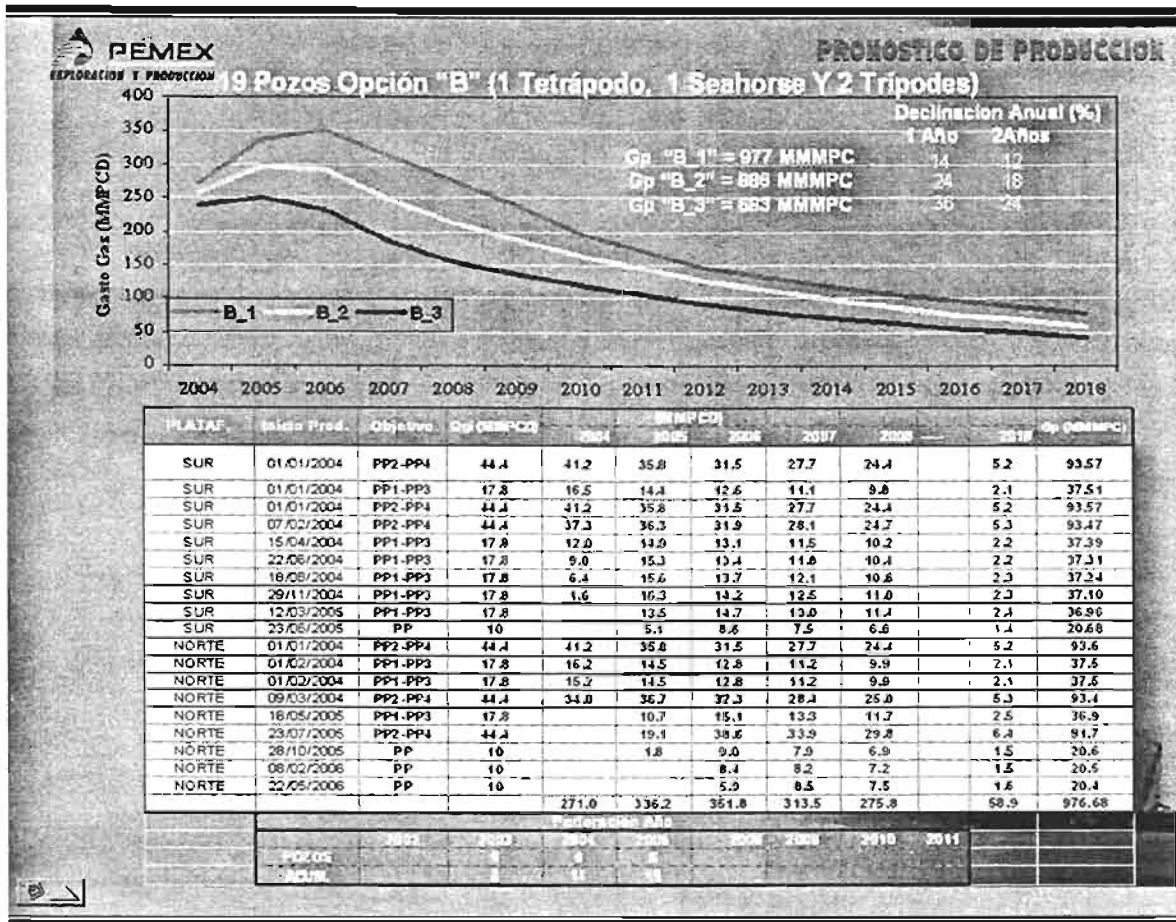 PEMEX
EXPLORACION Y PRODUCCION
PRONOSTICO DE PRODUCCION
19 Pozos Opción "B" (1 Tetrápodo, 1 Seahorse Y 2 Trípodes)
Declinacion Anual (%)
1 Año 2Años
Gp "B_1" = 977 MMMPC 14 12
Gp "B_2" = MMMPC 24 18
Gp "B_3" = MMMPC 36 24
Gasto Gas (MMPCD)
400
350
300
250
200
150
100
50
0
B_1 B_2 B_3
2004 2005 2006 2007 2008 2009 2010 2011 2012 2013 2014 2015 2016 2017 2018
(MMPCD)
PLATAF. Inicio Prod. Objetivo Qgi (MMPCD) 2004 2005 2006 2007 2008 ---- Gp (MMMPC)
SUR 01/01/2004 PP2-PP4 44.4 41.2 35.8 31.5 27.7 24.4 5.2 93.57
SUR 01/01/2004 PP1-PP3 17.8 16.5 14.4 12.6 11.1 9.8 2.1 37.51
SUR 01/01/2004 PP2-PP4 44.4 41.2 35.8 31.5 27.7 24.4 5.2 93.57
SUR 07/02/2004 PP2-PP4 44.4 37.3 36.3 31.9 28.1 24.7 5.3 93.47
SUR 15/04/2004 PP1-PP3 17.8 12.0 14.9 13.1 11.5 10.2 2.2 37.39
SUR 22/06/2004 PP1-PP3 17.8 9.0 15.3 13.4 11.8 10.4 2.2 37.31
SUR 18/08/2004 PP1-PP3 17.8 6.4 15.6 13.7 12.1 10.6 2.3 37.24
SUR 29/11/2004 PP1-PP3 17.8 1.6 16.3 14.2 12.5 11.0 2.3 37.10
SUR 12/03/2005 PP1-PP3 17.8 13.5 14.7 13.0 11.4 2.4 36.96
SUR 23/06/2005 PP 10 5.1 8.6 7.5 6.6 1.4 20.68
NORTE 01/01/2004 PP2-PP4 44.4 41.2 35.8 31.5 27.7 24.4 5.2 93.6
NORTE 01/02/2004 PP1-PP3 17.8 16.2 14.5 12.8 11.2 9.9 2.1 37.5
NORTE 01/02/2004 PP1-PP3 17.8 15.2 14.5 12.8 11.2 9.9 2.1 37.5
NORTE 09/03/2004 PP2-PP4 44.4 34.0 36.7 32.3 28.4 25.0 5.3 93.4
NORTE 16/05/2005 PP1-PP3 17.8 10.7 15.1 13.3 11.7 2.5 36.9
NORTE 23/07/2005 PP2-PP4 44.4 19.1 38.6 33.9 29.8 6.4 91.7
NORTE 28/10/2005 PP 10 1.8 9.0 7.9 6.9 1.5 20.6
NORTE 08/02/2006 PP 10 8.4 8.2 7.2 1.5 20.5
NORTE 22/05/2006 PP 10 5.9 8.5 7.5 1.6 20.4
271.0 336.2 351.8 313.5 275.8 58.9 976.68
Perforación Año
2002 2003 2004 2010 2011
POZOS
ACUM.